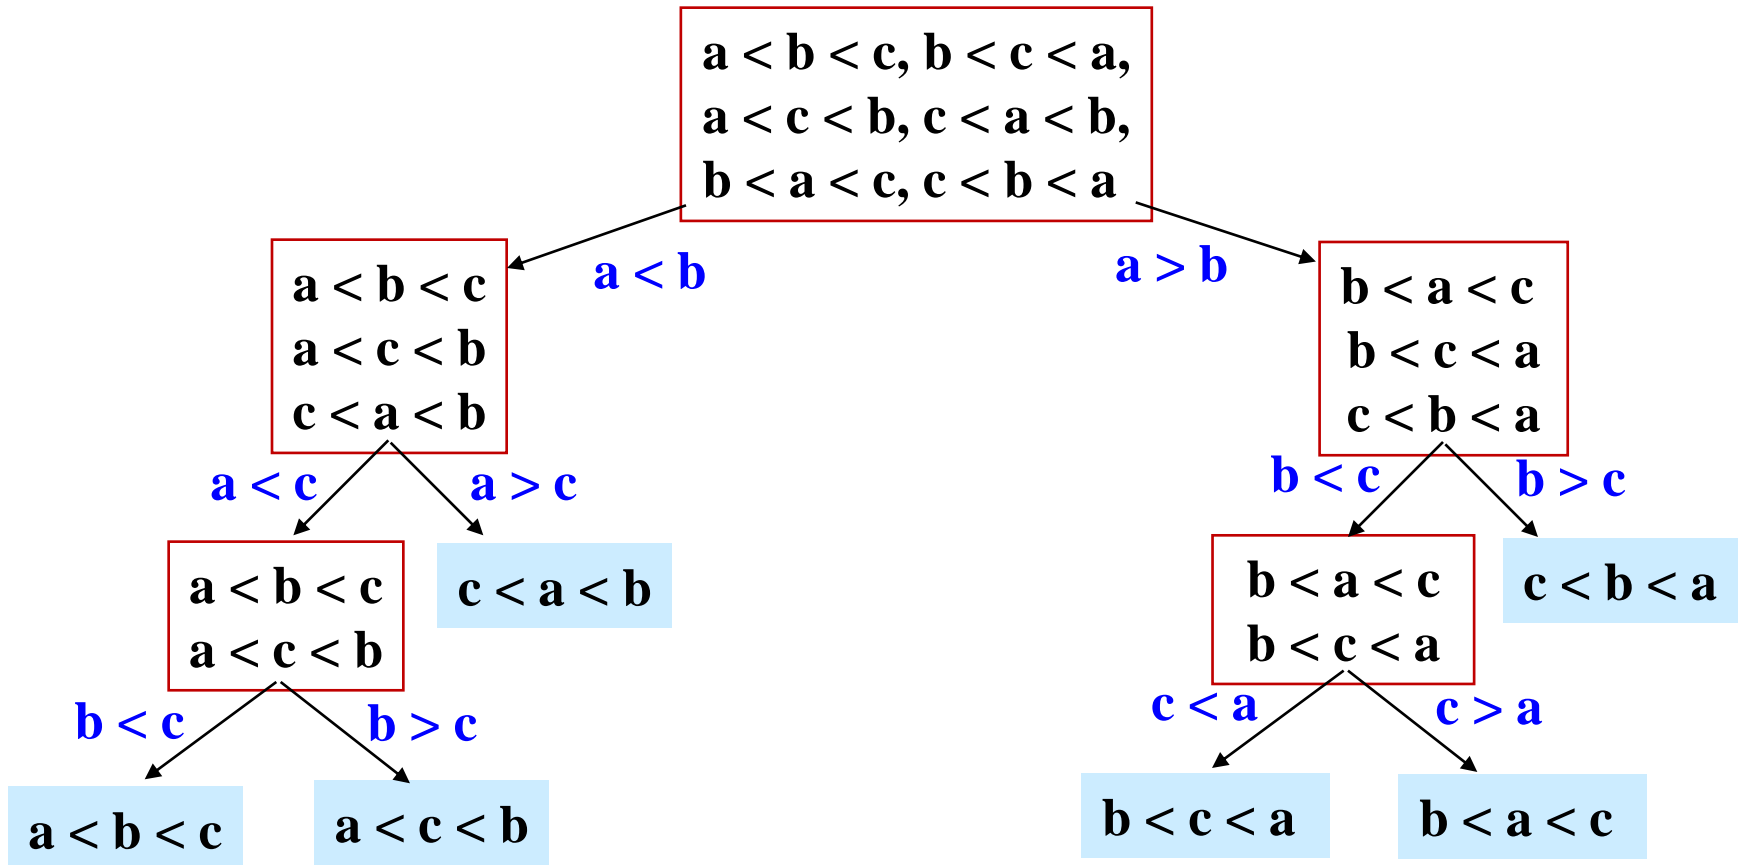 a < b < c, b < c < a,
a < c < b, c < a < b,
b < a < c, c < b < a
a < b
a > b
a < b < c
a < c < b
c < a < b
b < a < c
b < c < a
c < b < a
a < c
a > c
b < c
b > c
a < b < c
a < c < b
c < a < b
b < a < c
b < c < a
c < b < a
b < c
b > c
c < a
c > a
a < b < c
a < c < b
b < c < a
b < a < c